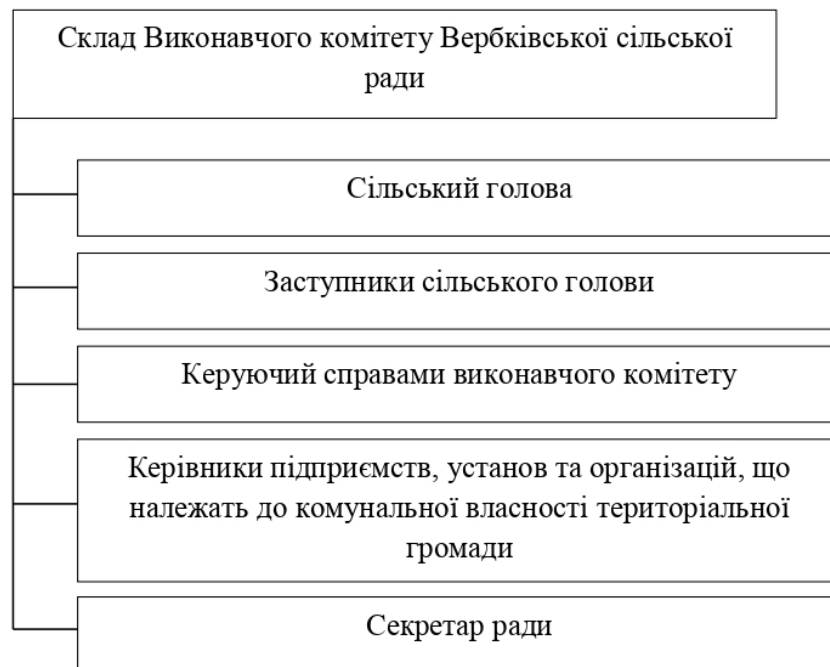 Склад Виконавчого комітету Вербківської сільської
ради
Сільський голова
Заступники сільського голови
Керуючий справами виконавчого комітету
Керівники підприємств, установ та організацій, що
належать до комунальної власності територіальної
громади
Секретар ради